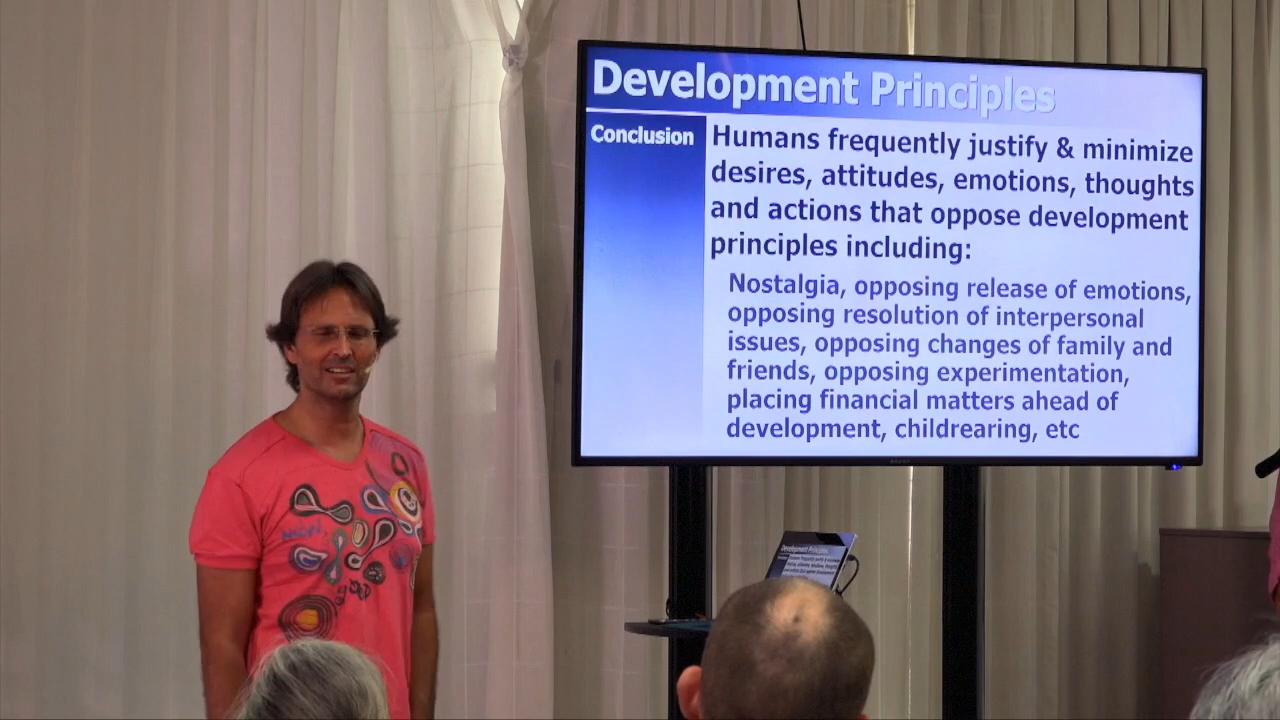 Development Principles
Conclusion
Humans frequently justify & minimize
desires, attitudes, emotions, thoughts
and actions that oppose development
principles including:
Nostalgia, opposing release of emotions,
opposing resolution of interpersonal
issues, opposing changes of family and
friends, opposing experimentation,
placing financial matters ahead of
development, childrearing, etc
Development Principles